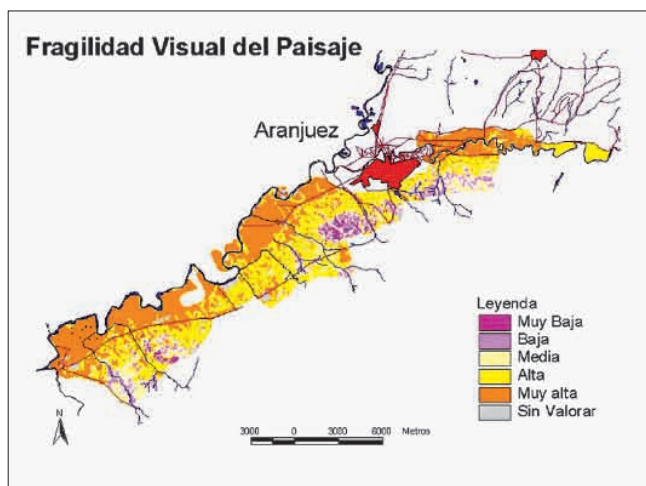 Fragilidad Visual del Paisaje
Aranjuez
Leyenda
Muy Baja
Baja
Media
Alta
Muy alta
Sin Valorar
N
3000 0 3000 6000 Metros